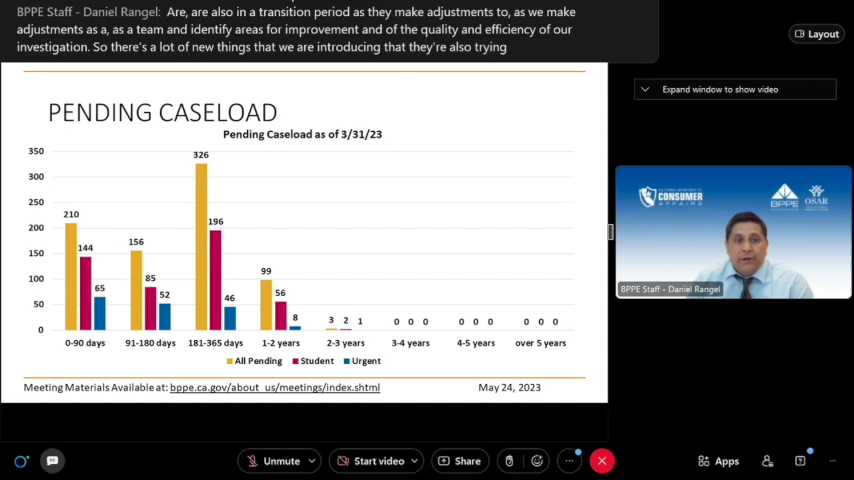 BPPE Staff - Daniel Rangel: Are, are also in a transition period as they make adjustments to, as we make
adjustments as a, as a team and identify areas for improvement and of the quality and efficiency of our
investigation. So there's a lot of new things that we are introducing that they're also trying
Layout
Expand window to show video
PENDING CASELOAD
Pending Caseload as of 3/31/23
350
300
250
200
150
100
50
0
210 144 65
156 85 52
326 196 46
99 56 8
3 2 1
0 0 0
0 0 0
0 0 0
0-90 days 91-180 days 181-365 days 1-2 years 2-3 years 3-4 years 4-5 years over 5 years
All Pending Student Urgent
Meeting Materials Available at: bppe.ca.gov/about_us/meetings/index.shtml May 24, 2023
CONSUMER
AFFAIRS
BPPE
OSAR
BPPE Staff - Daniel Rangel
Unmute Start video Share Apps